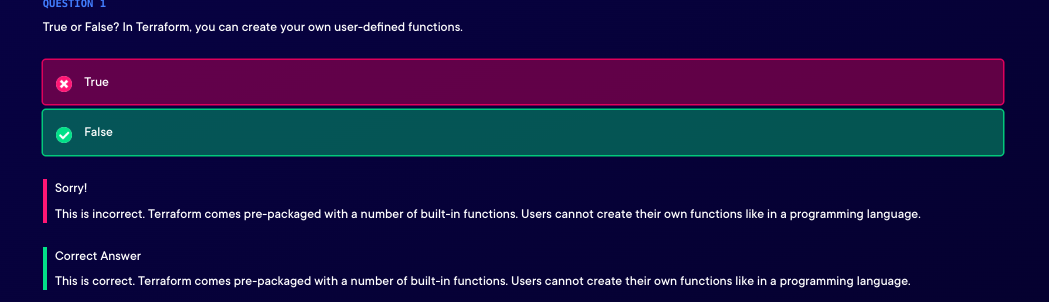 QUESTION 1
True or False? In Terraform, you can create your own user-defined functions.
True
False
Sorry!
This is incorrect. Terraform comes pre-packaged with a number of built-in functions. Users cannot create their own functions like in a programming language.
Correct Answer
This is correct. Terraform comes pre-packaged with a number of built-in functions. Users cannot create their own functions like in a programming language.